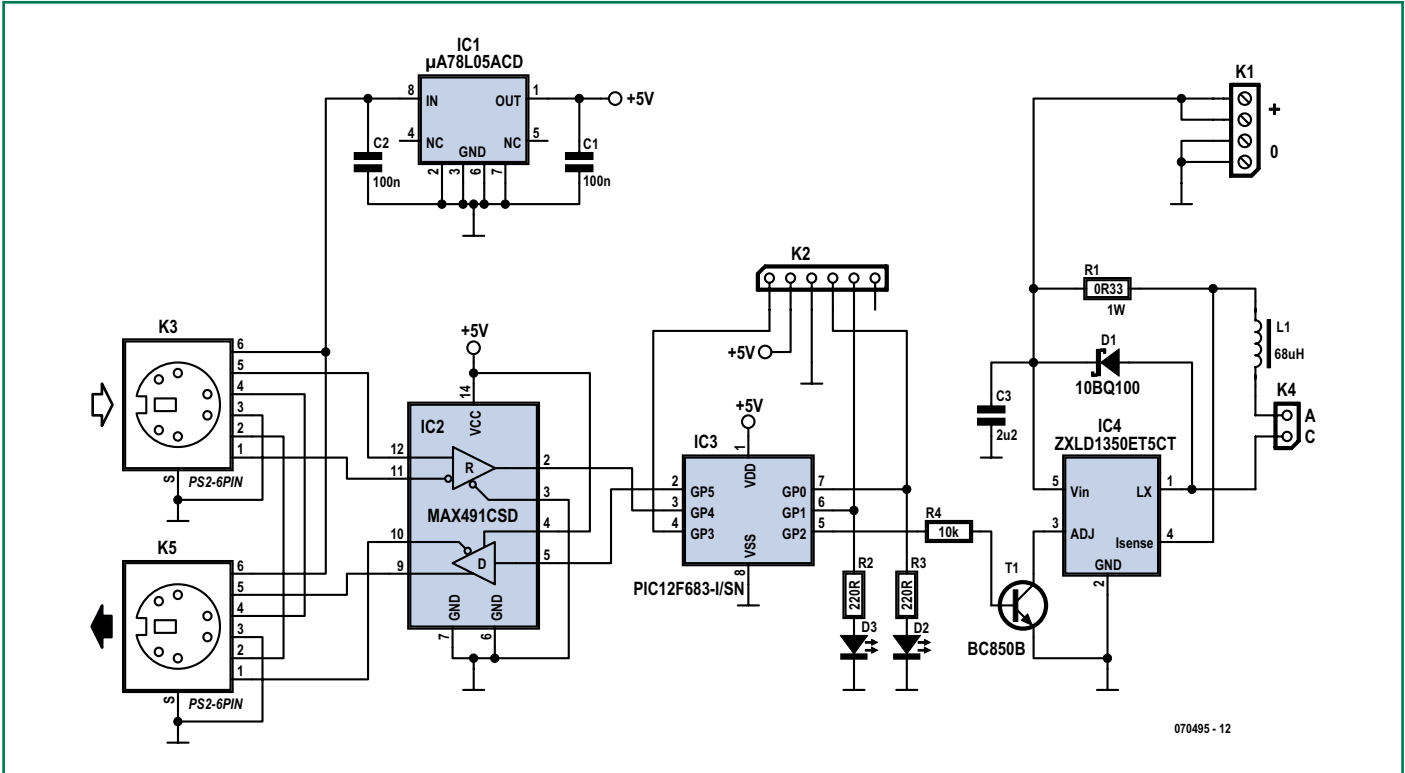 IC1
µA78L05ACD
8
IN
OUT
1
+5V
4
NC
NC
5
GND
2
3
6
7
C2
100n
C1
100n
K1
+
0
K3
6
5
4
3
2
1
S
PS2-6PIN
K5
6
5
4
3
2
1
S
PS2-6PIN
+5V
14
VCC
IC2
12
11
R
2
3
MAX491CSD
4
10
9
D
5
GND
GND
7
6
K2
+5V
+5V
1
IC3
VDD
2
GP5
GP0
7
3
GP4
GP1
6
4
GP3
GP2
5
VSS
8
PIC12F683-I/SN
R2
220R
R3
220R
D3
D2
R4
10k
T1
BC850B
R1
0R33
1W
D1
10BQ100
L1
68uH
K4
A
C
C3
2u2
IC4
ZXLD1350ET5CT
5
Vin
LX
1
3
ADJ
Isense
4
GND
2
070495 - 12